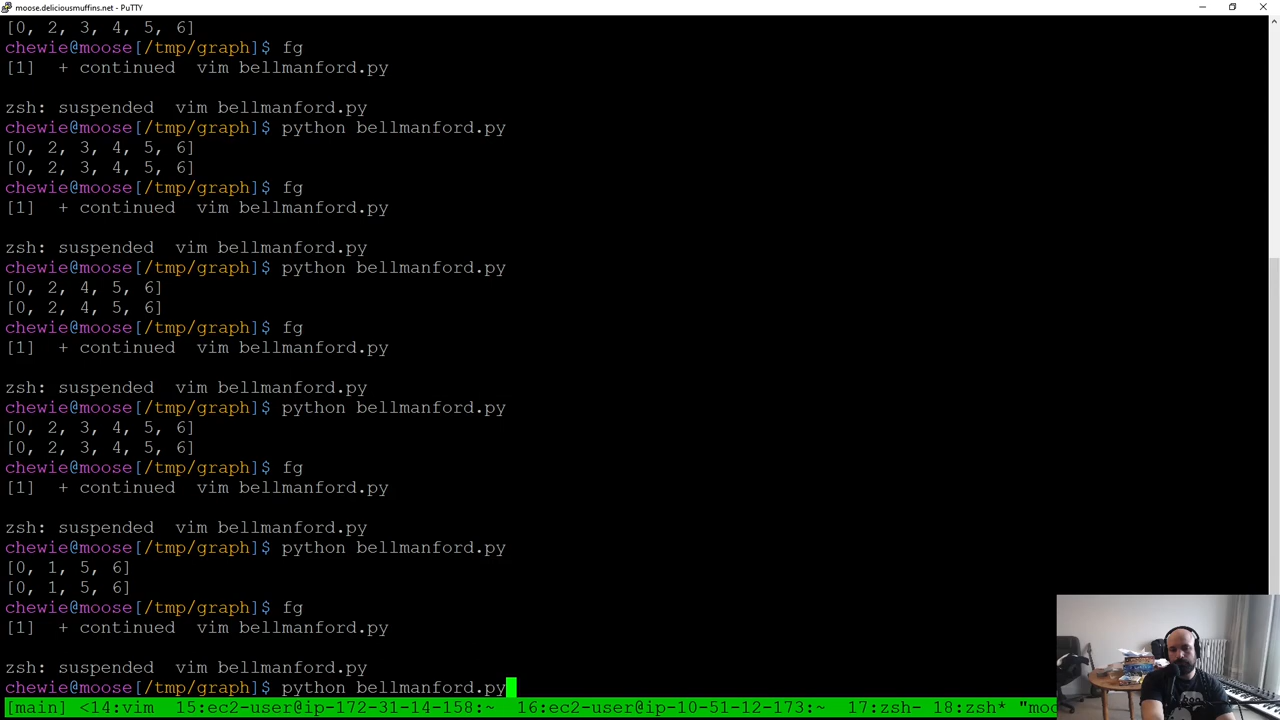 moose.deliciousmuffins.net - PuTTY
[0, 2, 3, 4, 5, 6]
chewie@moose[/tmp/graph]$ fg
[1]  + continued  vim bellmanford.py
zsh: suspended  vim bellmanford.py
chewie@moose[/tmp/graph]$ python bellmanford.py
[0, 2, 3, 4, 5, 6]
[0, 2, 3, 4, 5, 6]
chewie@moose[/tmp/graph]$ fg
[1]  + continued  vim bellmanford.py
zsh: suspended  vim bellmanford.py
chewie@moose[/tmp/graph]$ python bellmanford.py
[0, 2, 4, 5, 6]
[0, 2, 4, 5, 6]
chewie@moose[/tmp/graph]$ fg
[1]  + continued  vim bellmanford.py
zsh: suspended  vim bellmanford.py
chewie@moose[/tmp/graph]$ python bellmanford.py
[0, 2, 3, 4, 5, 6]
[0, 2, 3, 4, 5, 6]
chewie@moose[/tmp/graph]$ fg
[1]  + continued  vim bellmanford.py
zsh: suspended  vim bellmanford.py
chewie@moose[/tmp/graph]$ python bellmanford.py
[0, 1, 5, 6]
[0, 1, 5, 6]
chewie@moose[/tmp/graph]$ fg
[1]  + continued  vim bellmanford.py
zsh: suspended  vim bellmanford.py
chewie@moose[/tmp/graph]$ python bellmanford.py
[main] <14:vim  15:ec2-user@ip-172-31-14-158:~  16:ec2-user@ip-10-51-12-173:~  17:zsh- 18:zsh* "moo